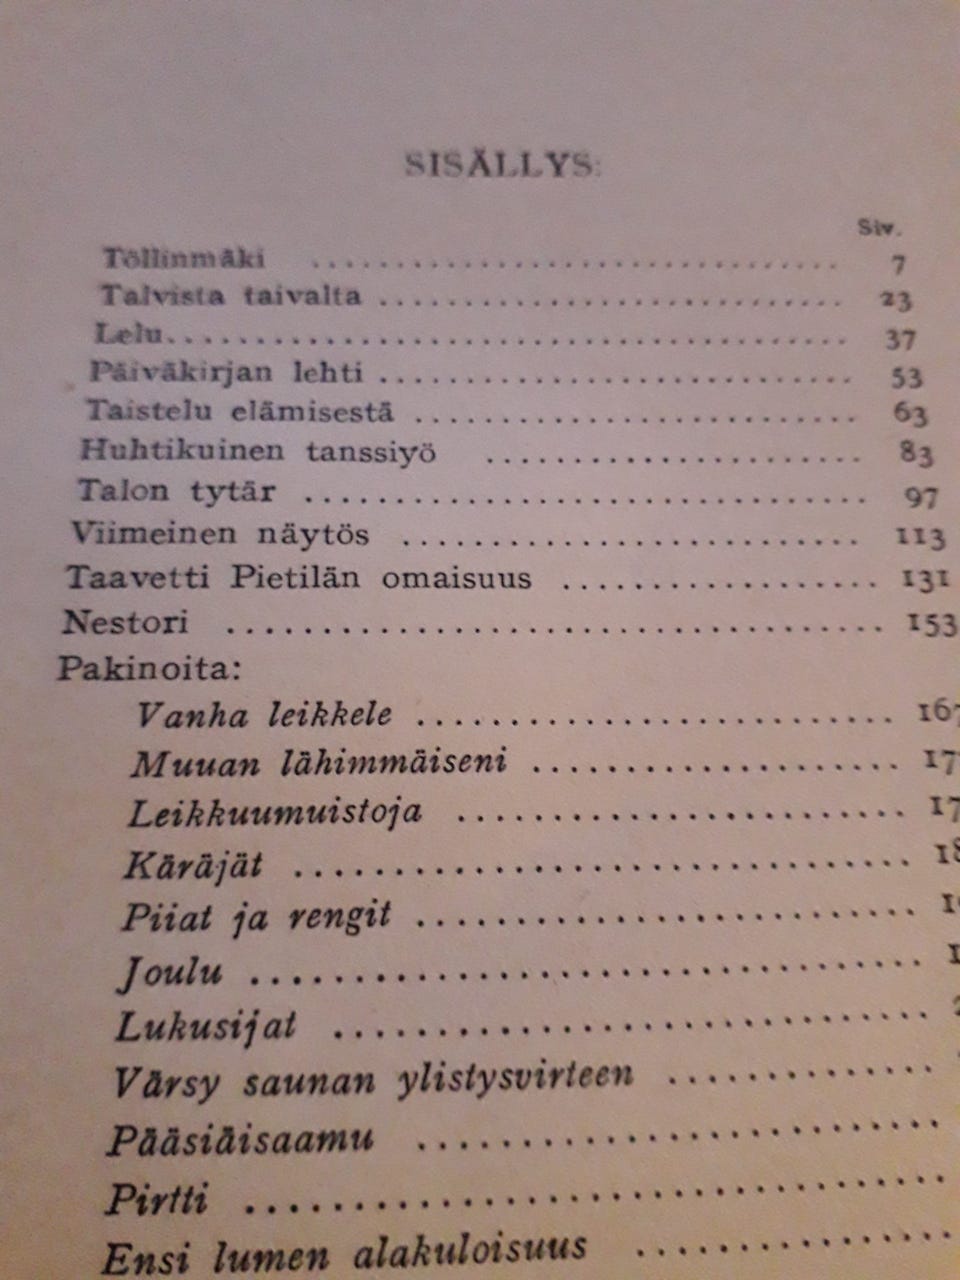 SISÄLLYS:
Siv.
Töllinmäki ................................ 7
Talvista taivalta ............................ 23
Lelu........................................ 37
Päiväkirjan lehti ............................ 53
Taistelu elämisestä .......................... 63
Huhtikuinen tanssiyö ...................... 83
Talon tytär ................................ 97
Viimeinen näytös .......................... 113
Taavetti Pietilän omaisuus .................. 131
Nestori .................................... 153
Pakinoita:
Vanha leikkele ............................ 167
Muuan lähimmäiseni ......................
Leikkuumuistoja ..........................
Käräjät ..................................
Piiat ja rengit ............................
Joulu ....................................
Lukusijat ................................
Värsy saunan ylistysvirteen ................
Pääsiäisaamu ............................
Pirtti ....................................
Ensi lumen alakuloisuus ..................